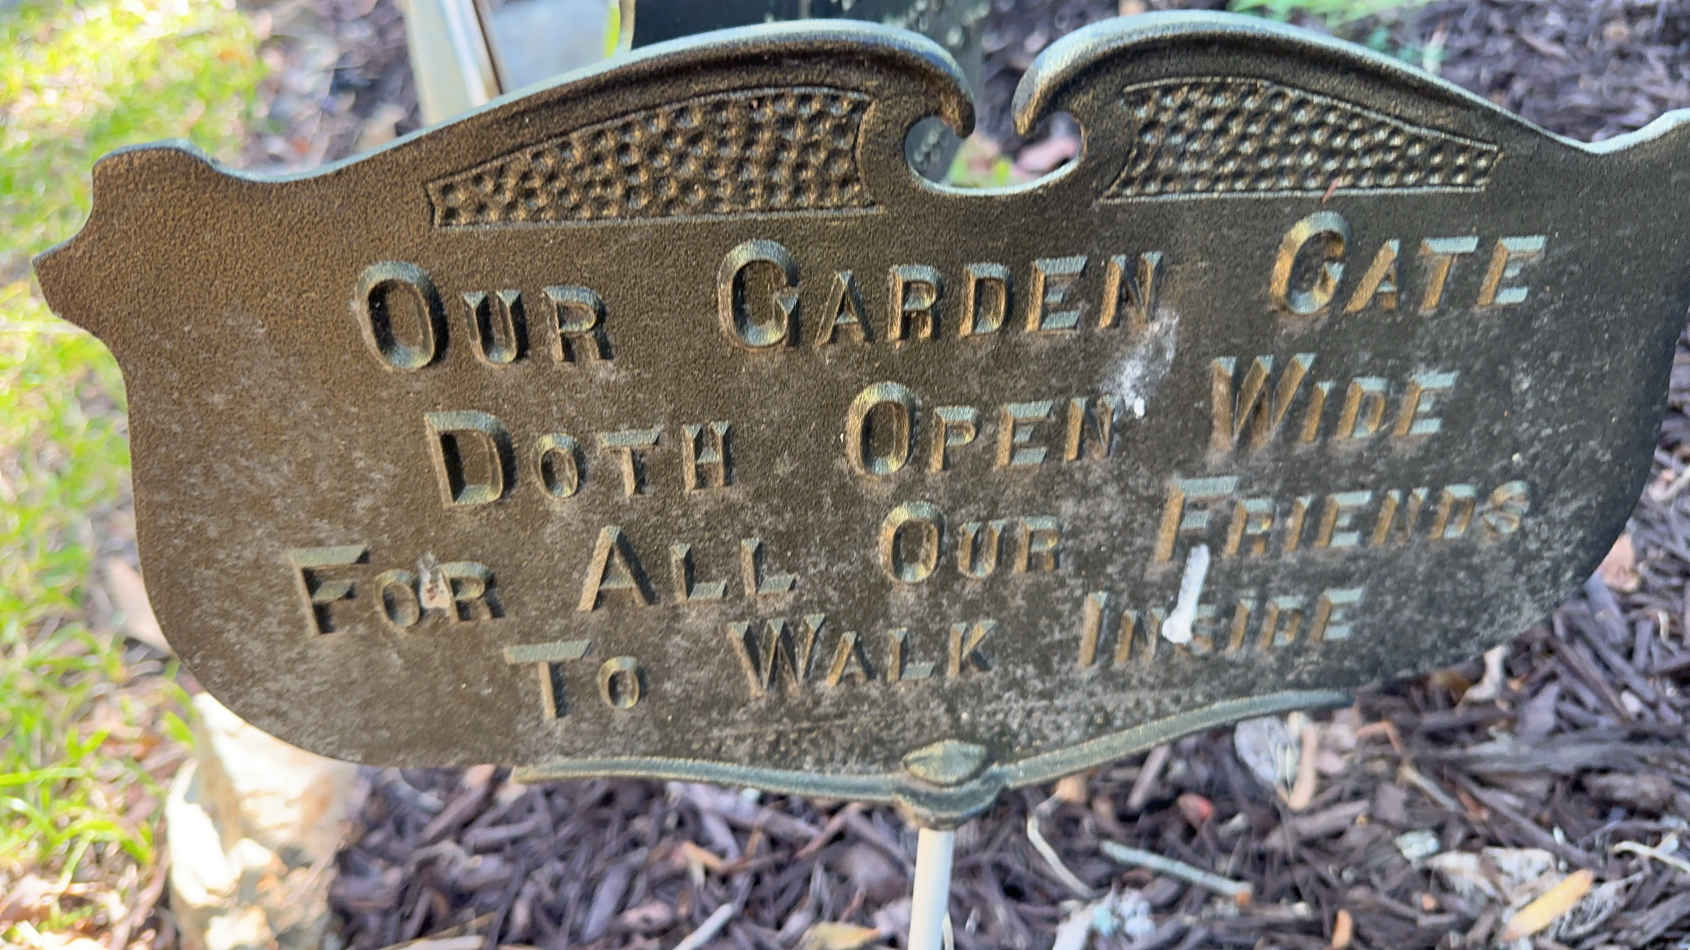 Our Garden Gate
Doth Open Wide
For All Our Friends
To Walk Inside